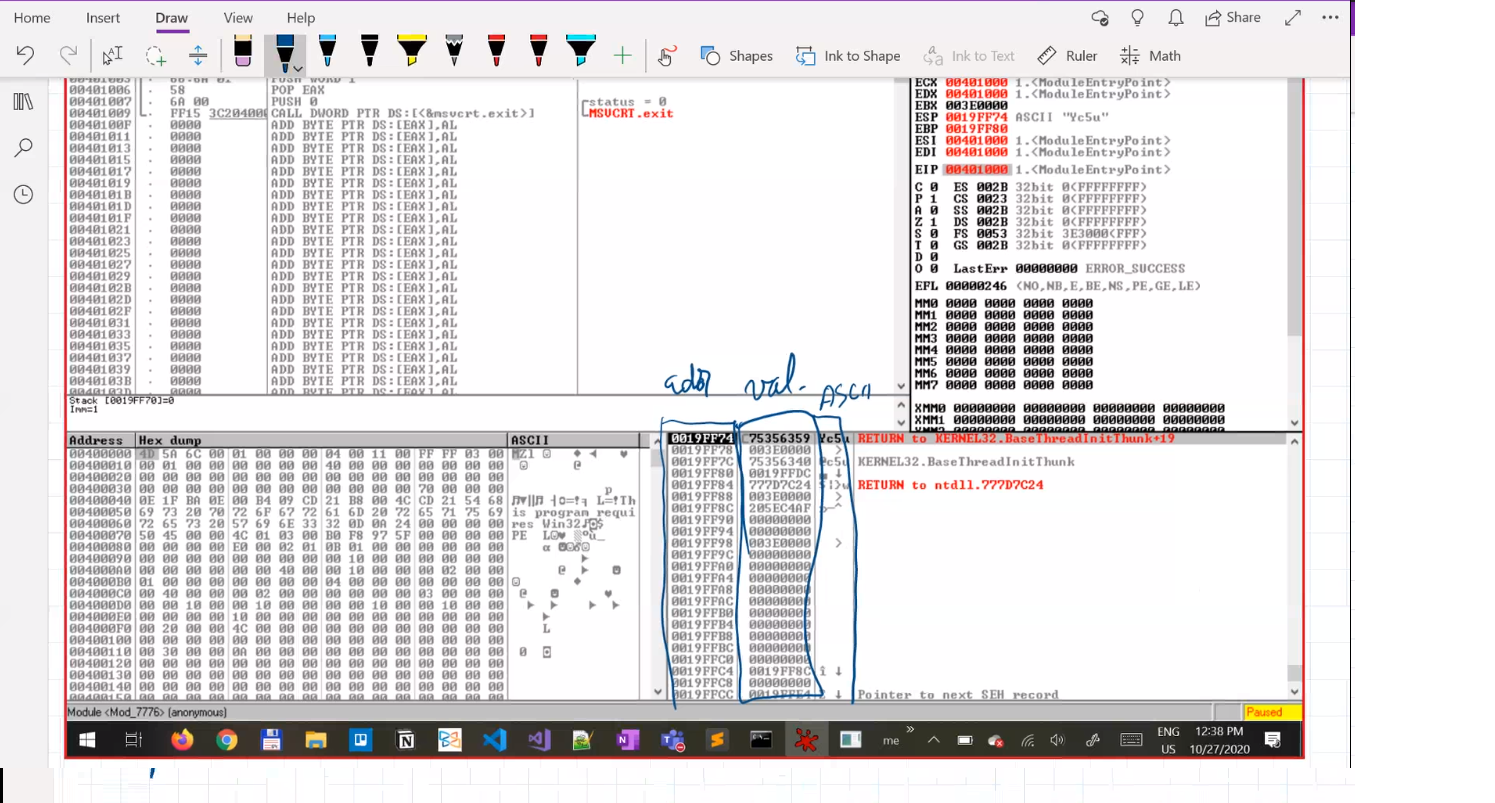 Home Insert Draw View Help Share
Shapes Ink to Shape Ink to Text Ruler Math
00401006 . 58 POP EAX
00401007 . 6A 00 PUSH 0 status = 0
00401009 . FF15 3C204000 CALL DWORD PTR DS:[<&msvcrt.exit>] MSVCRT.exit
0040100F . 0000 ADD BYTE PTR DS:[EAX],AL
00401011 . 0000 ADD BYTE PTR DS:[EAX],AL
00401013 . 0000 ADD BYTE PTR DS:[EAX],AL
00401015 . 0000 ADD BYTE PTR DS:[EAX],AL
00401017 . 0000 ADD BYTE PTR DS:[EAX],AL
00401019 . 0000 ADD BYTE PTR DS:[EAX],AL
0040101B . 0000 ADD BYTE PTR DS:[EAX],AL
0040101D . 0000 ADD BYTE PTR DS:[EAX],AL
0040101F . 0000 ADD BYTE PTR DS:[EAX],AL
00401021 . 0000 ADD BYTE PTR DS:[EAX],AL
00401023 . 0000 ADD BYTE PTR DS:[EAX],AL
00401025 . 0000 ADD BYTE PTR DS:[EAX],AL
00401027 . 0000 ADD BYTE PTR DS:[EAX],AL
00401029 . 0000 ADD BYTE PTR DS:[EAX],AL
0040102B . 0000 ADD BYTE PTR DS:[EAX],AL
0040102D . 0000 ADD BYTE PTR DS:[EAX],AL
0040102F . 0000 ADD BYTE PTR DS:[EAX],AL
00401031 . 0000 ADD BYTE PTR DS:[EAX],AL
00401033 . 0000 ADD BYTE PTR DS:[EAX],AL
00401035 . 0000 ADD BYTE PTR DS:[EAX],AL
00401037 . 0000 ADD BYTE PTR DS:[EAX],AL
00401039 . 0000 ADD BYTE PTR DS:[EAX],AL
0040103B . 0000 ADD BYTE PTR DS:[EAX],AL
Stack [0019FF70]=0
Imm=1
ECX 00401000 1.<ModuleEntryPoint>
EDX 00401000 1.<ModuleEntryPoint>
EBX 003E0000
ESP 0019FF74 ASCII "Yc5u"
EBP 0019FF80
ESI 00401000 1.<ModuleEntryPoint>
EDI 00401000 1.<ModuleEntryPoint>
EIP 00401000 1.<ModuleEntryPoint>
C 0 ES 002B 32bit 0(FFFFFFFF)
P 1 CS 0023 32bit 0(FFFFFFFF)
A 0 SS 002B 32bit 0(FFFFFFFF)
Z 1 DS 002B 32bit 0(FFFFFFFF)
S 0 FS 0053 32bit 3E3000(FFF)
T 0 GS 002B 32bit 0(FFFFFFFF)
D 0
O 0 LastErr 00000000 ERROR_SUCCESS
EFL 00000246 (NO,NB,E,BE,NS,PE,GE,LE)
MM0 0000 0000 0000 0000
MM1 0000 0000 0000 0000
MM2 0000 0000 0000 0000
MM3 0000 0000 0000 0000
MM4 0000 0000 0000 0000
MM5 0000 0000 0000 0000
MM6 0000 0000 0000 0000
MM7 0000 0000 0000 0000
XMM0 00000000 00000000 00000000 00000000
XMM1 00000000 00000000 00000000 00000000
addr val. ASCII
Address Hex dump ASCII
00400000 4D 5A 6C 00 01 00 00 00 04 00 11 00 FF FF 03 00 MZl
00400010 00 01 00 00 00 00 00 00 40 00 00 00 00 00 00 00 @
00400020 00 00 00 00 00 00 00 00 00 00 00 00 00 00 00 00
00400030 00 00 00 00 00 00 00 00 00 00 00 00 70 00 00 00 p
00400040 0E 1F BA 0E 00 B4 09 CD 21 B8 00 4C CD 21 54 68 L=!Th
00400050 69 73 20 70 72 6F 67 72 61 6D 20 72 65 71 75 69 is program requi
00400060 72 65 73 20 57 69 6E 33 32 0D 0A 24 00 00 00 00 res Win32 $
00400070 50 45 00 00 4C 01 03 00 B0 F8 97 5F 00 00 00 00 PE L
00400080 00 00 00 00 E0 00 02 01 0B 01 00 00 00 00 00 00
00400090 00 00 00 00 00 00 00 00 00 10 00 00 00 00 00 00
004000A0 00 00 00 00 00 00 40 00 00 10 00 00 00 02 00 00 @
004000B0 01 00 00 00 00 00 00 00 04 00 00 00 00 00 00 00
004000C0 00 40 00 00 00 02 00 00 00 00 00 00 03 00 00 00 @
004000D0 00 00 10 00 00 10 00 00 00 00 10 00 00 10 00 00
004000E0 00 00 00 00 10 00 00 00 00 00 00 00 00 00 00 00
004000F0 00 20 00 00 4C 00 00 00 00 00 00 00 00 00 00 00 L
00400100 00 00 00 00 00 00 00 00 00 00 00 00 00 00 00 00
00400110 00 30 00 00 0A 00 00 00 00 00 00 00 00 00 00 00 0
00400120 00 00 00 00 00 00 00 00 00 00 00 00 00 00 00 00
00400130 00 00 00 00 00 00 00 00 00 00 00 00 00 00 00 00
00400140 00 00 00 00 00 00 00 00 00 00 00 00 00 00 00 00
00400150 00 00 00 00 00 00 00 00 00 00 00 00 00 00 00 00
0019FF74 75356359 Yc5u RETURN to KERNEL32.BaseThreadInitThunk+19
0019FF78 003E0000 >
0019FF7C 75356340 @c5u KERNEL32.BaseThreadInitThunk
0019FF80 0019FFDC
0019FF84 777D7C24 $|}w RETURN to ntdll.777D7C24
0019FF88 003E0000 >
0019FF8C 205EC4AF
0019FF90 00000000
0019FF94 00000000
0019FF98 003E0000 >
0019FF9C 00000000
0019FFA0 00000000
0019FFA4 00000000
0019FFA8 00000000
0019FFAC 00000000
0019FFB0 00000000
0019FFB4 00000000
0019FFB8 00000000
0019FFBC 00000000
0019FFC0 00000000
0019FFC4 0019FF8C
0019FFC8 00000000
0019FFCC 0019FFE4 Pointer to next SEH record
Module <Mod_7776> (anonymous) Paused
me ENG 12:38 PM
US 10/27/2020